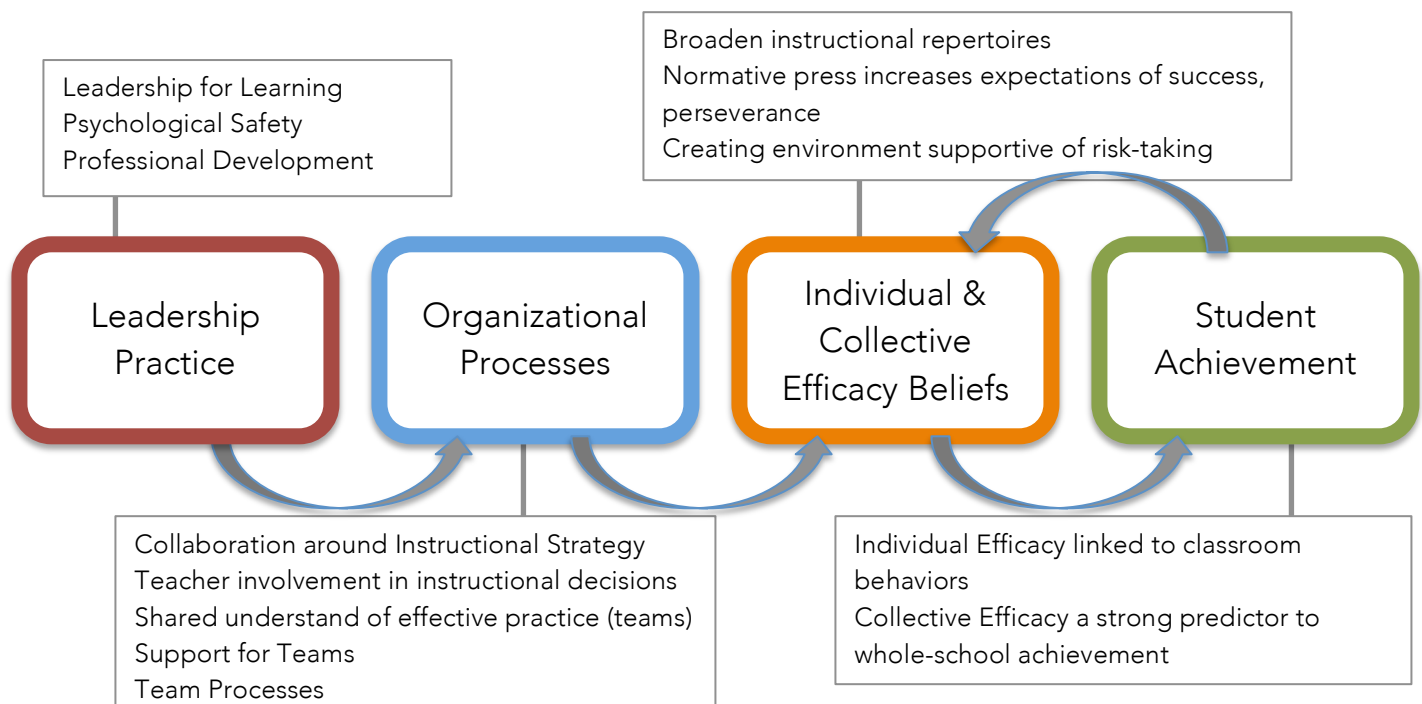 Leadership for Learning
Psychological Safety
Professional Development
Broaden instructional repertoires
Normative press increases expectations of success,
perseverance
Creating environment supportive of risk-taking
Leadership
Practice
Organizational
Processes
Individual &
Collective
Efficacy Beliefs
Student
Achievement
Collaboration around Instructional Strategy
Teacher involvement in instructional decisions
Shared understand of effective practice (teams)
Support for Teams
Team Processes
Individual Efficacy linked to classroom
behaviors
Collective Efficacy a strong predictor to
whole-school achievement